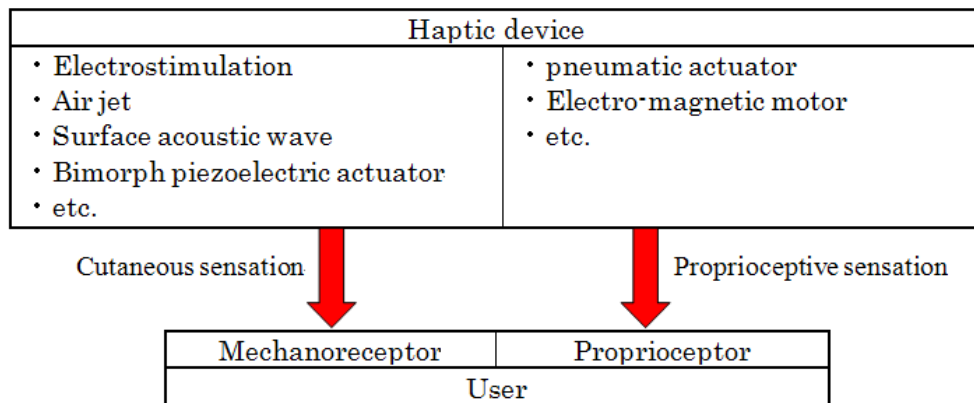 Haptic device
・Electrostimulation
・Air jet
・Surface acoustic wave
・Bimorph piezoelectric actuator
・etc.
・pneumatic actuator
・Electro-magnetic motor
・etc.
Cutaneous sensation
Proprioceptive sensation
Mechanoreceptor
Proprioceptor
User